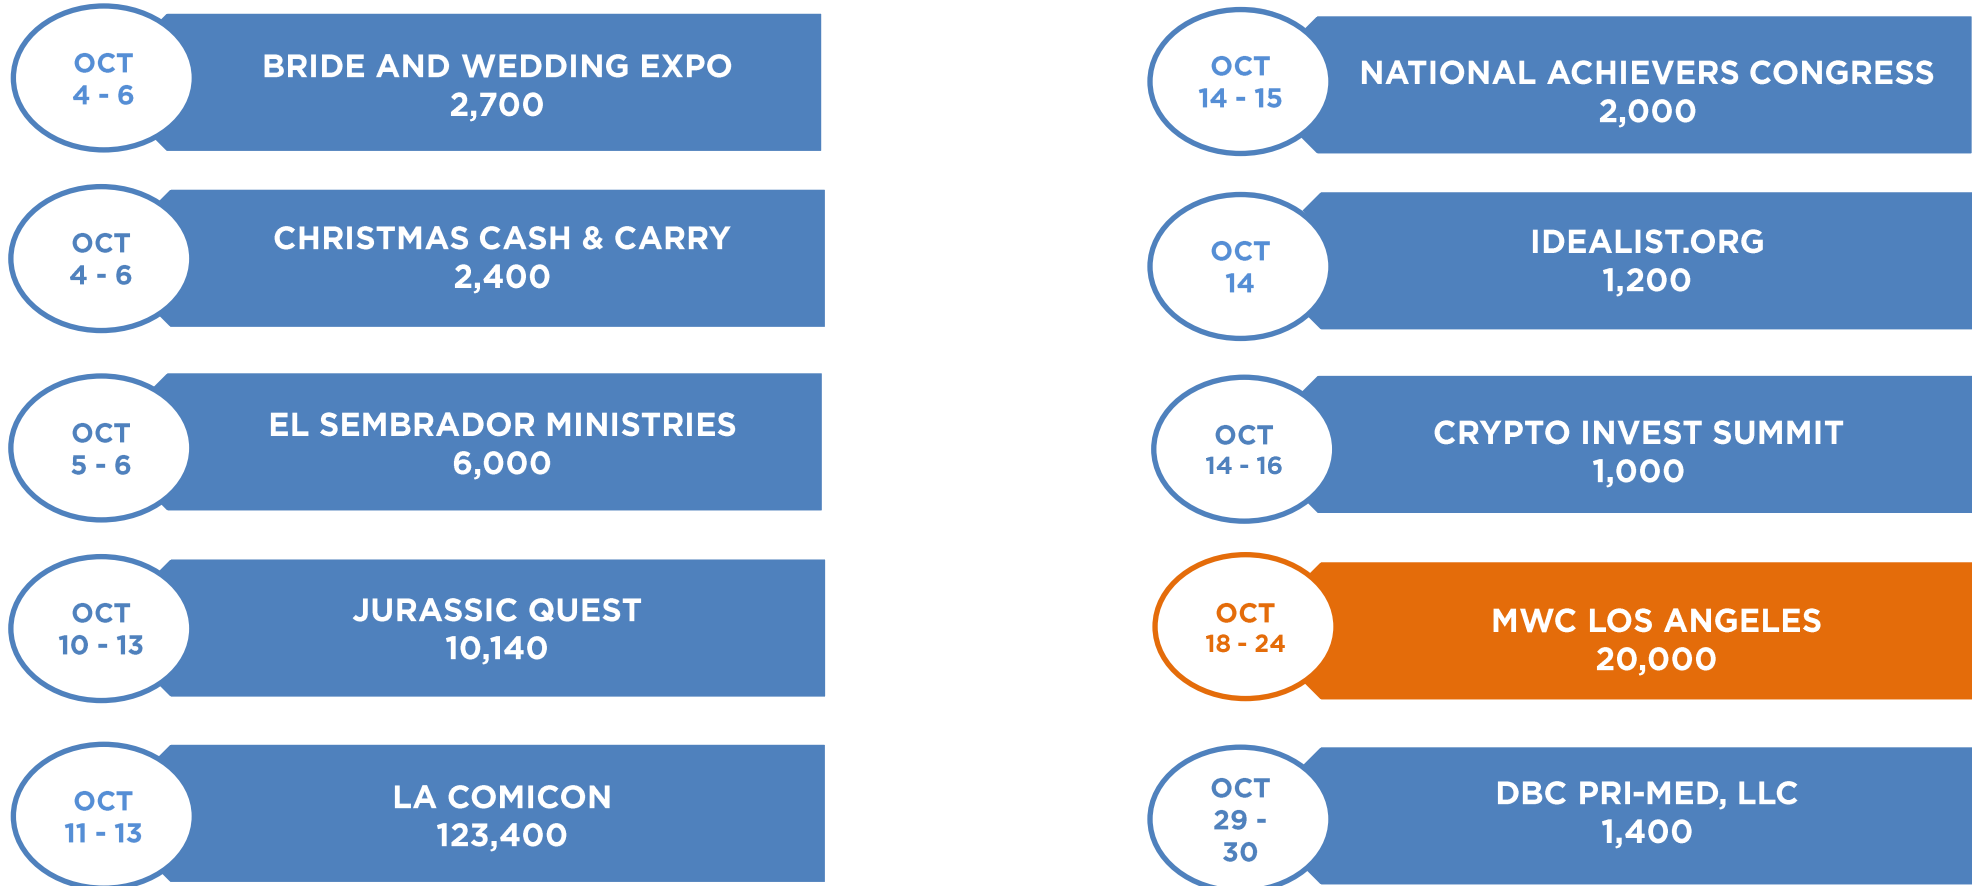 OCT
4 - 6
BRIDE AND WEDDING EXPO
2,700
OCT
4 - 6
CHRISTMAS CASH & CARRY
2,400
OCT
5 - 6
EL SEMBRADOR MINISTRIES
6,000
OCT
10 - 13
JURASSIC QUEST
10,140
OCT
11 - 13
LA COMICON
123,400
OCT
14 - 15
NATIONAL ACHIEVERS CONGRESS
2,000
OCT
14
IDEALIST.ORG
1,200
OCT
14 - 16
CRYPTO INVEST SUMMIT
1,000
OCT
18 - 24
MWC LOS ANGELES
20,000
OCT
29 -
30
DBC PRI-MED, LLC
1,400